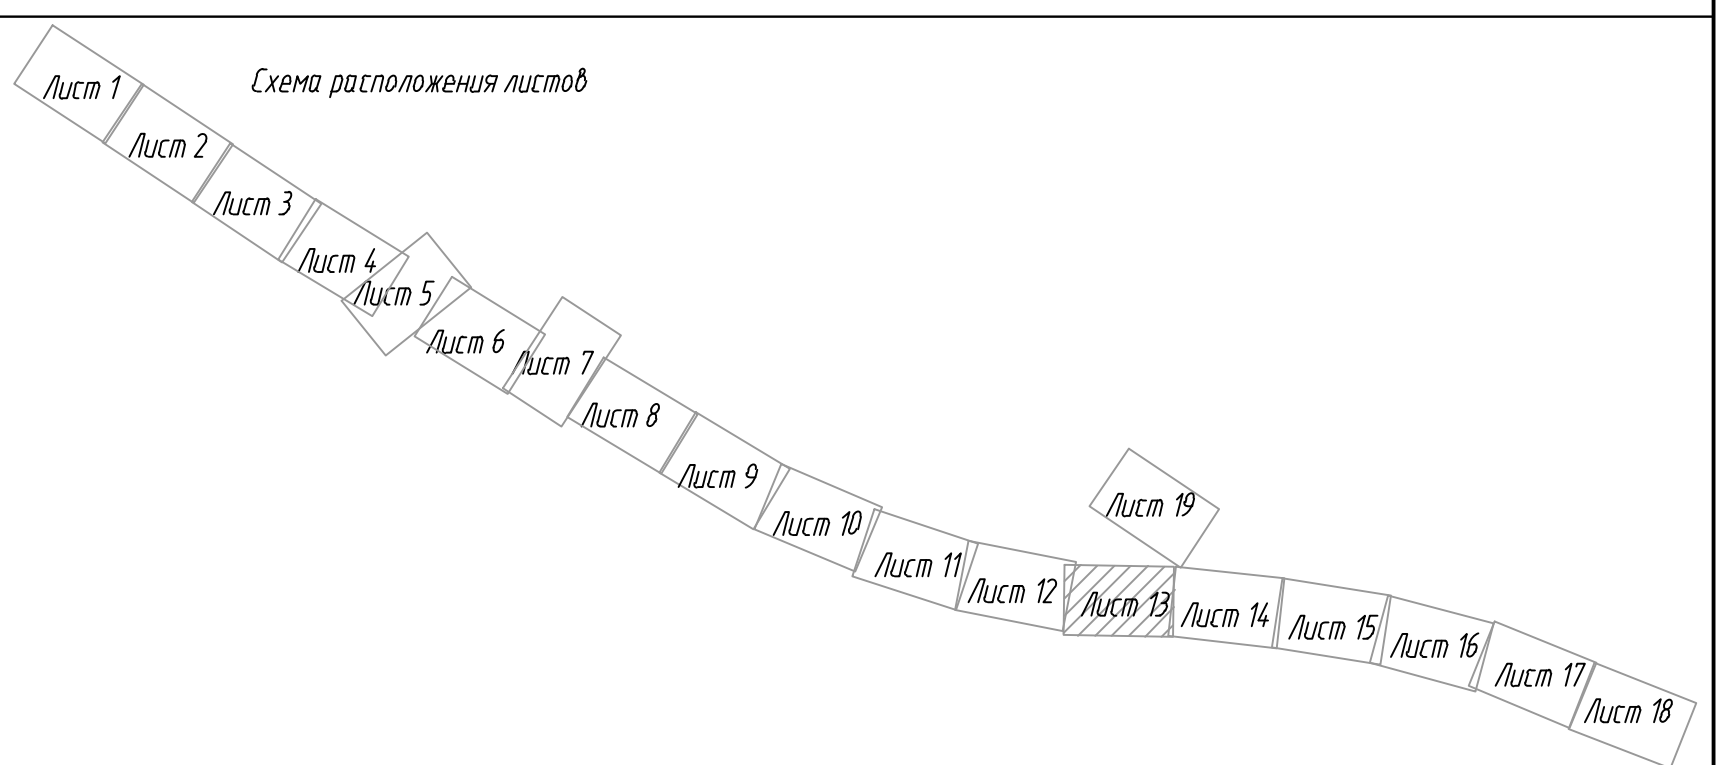 Схема расположения листов
Лист 1
Лист 2
Лист 3
Лист 4
Лист 5
Лист 6
Лист 7
Лист 8
Лист 9
Лист 10
Лист 11
Лист 12
Лист 13
Лист 14
Лист 15
Лист 16
Лист 17
Лист 18
Лист 19